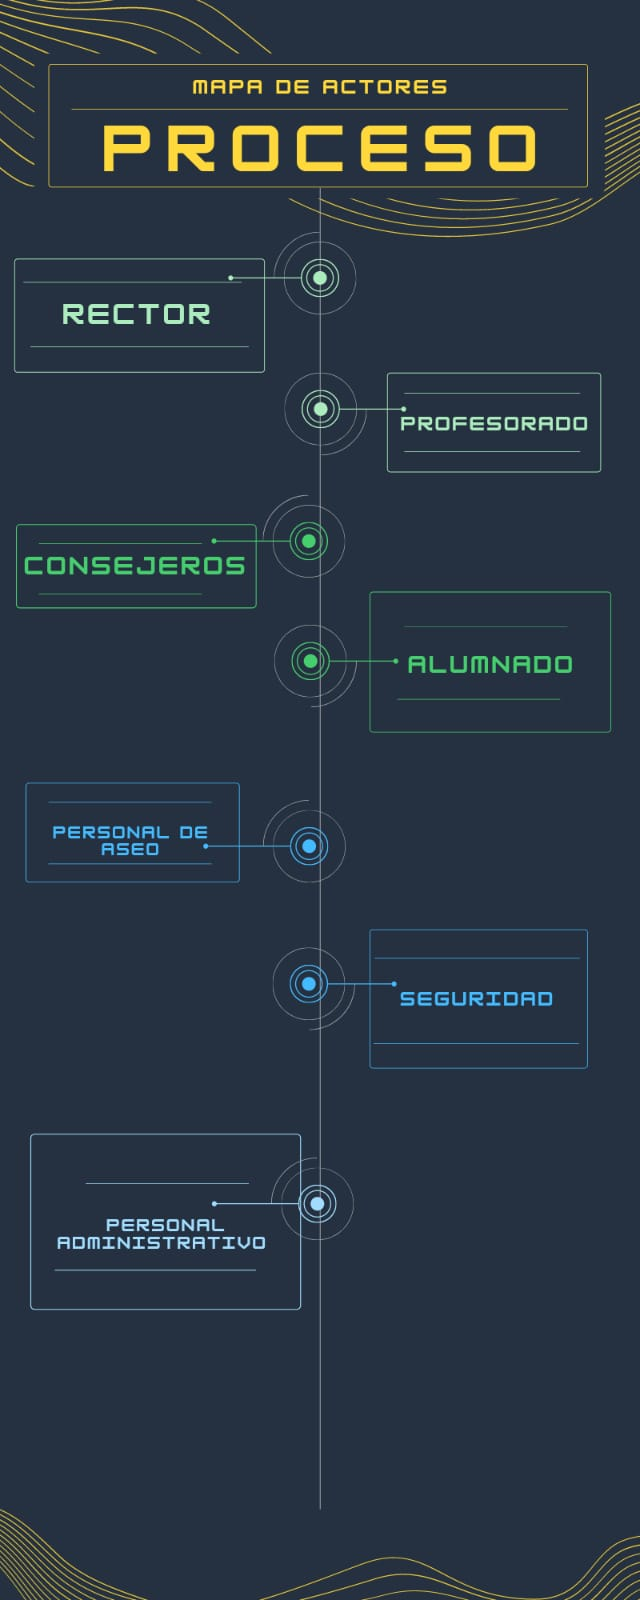 MAPA DE ACTORES
PROCESO
RECTOR
PROFESORADO
CONSEJEROS
ALUMNADO
PERSONAL DE
ASEO
SEGURIDAD
PERSONAL
ADMINISTRATIVO